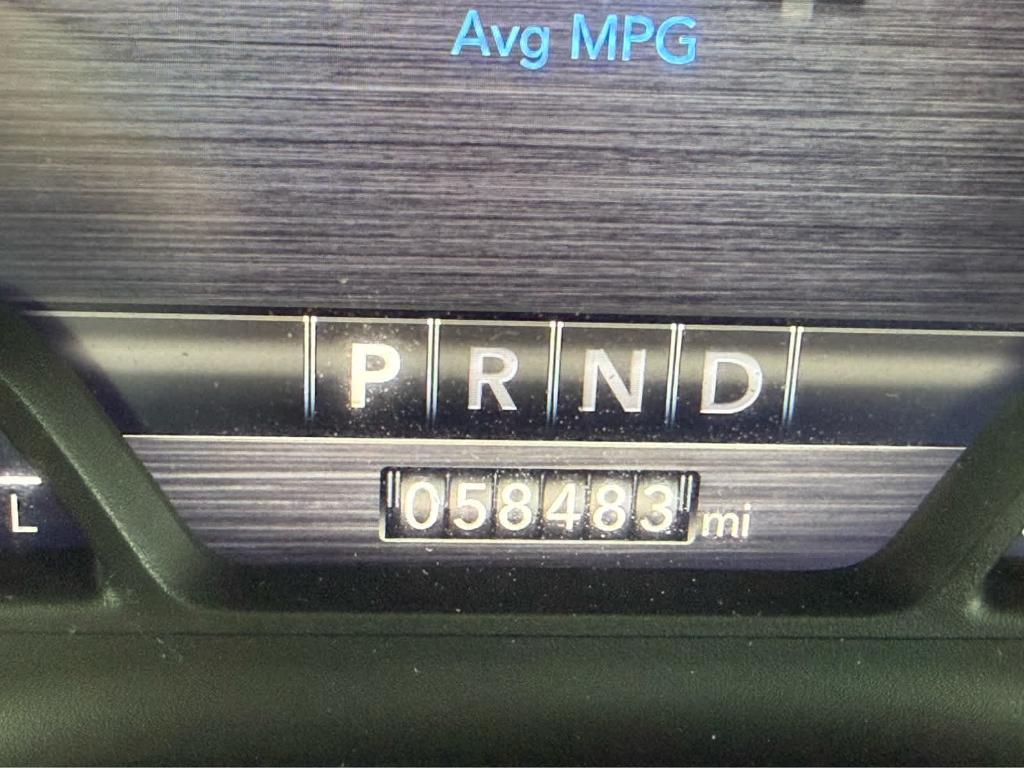 Avg MPG
P R N D
058483 mi
L